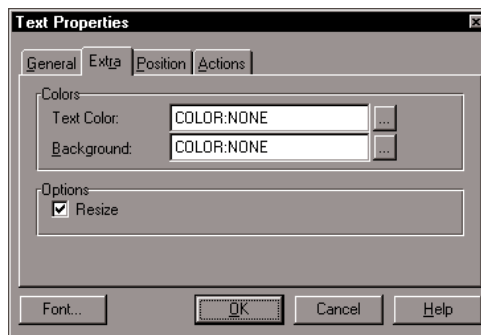 Text Properties
General Extra Position Actions
Colors
Text Color: COLOR:NONE ...
Background: COLOR:NONE ...
Options
Resize
Font... OK Cancel Help